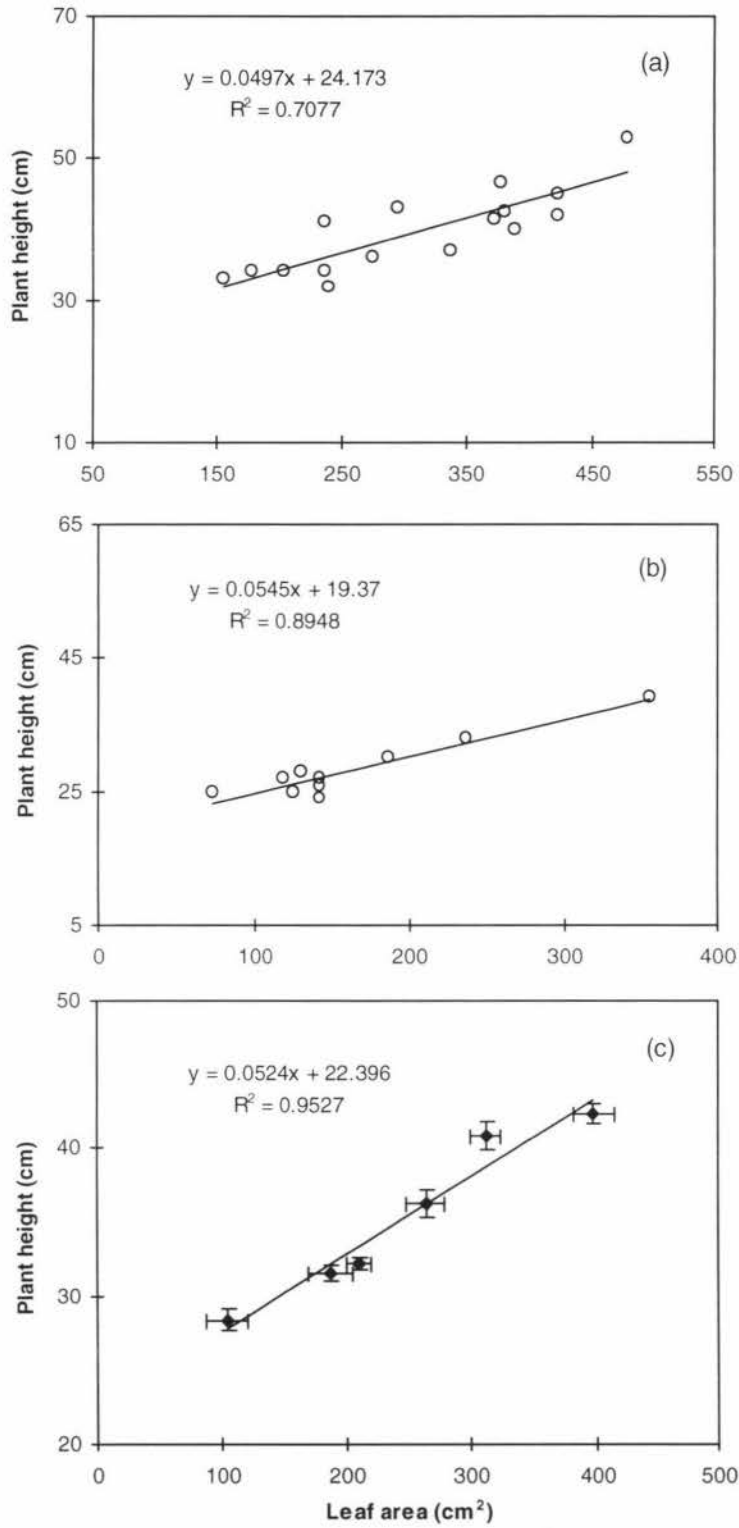 70
(a)
y = 0.0497x + 24.173
R² = 0.7077
50
Plant height (cm)
30
10
50 150 250 350 450 550
65
(b)
y = 0.0545x + 19.37
R² = 0.8948
45
Plant height (cm)
25
5
0 100 200 300 400
50
(c)
y = 0.0524x + 22.396
R² = 0.9527
40
Plant height (cm)
30
20
0 100 200 300 400 500
Leaf area (cm²)